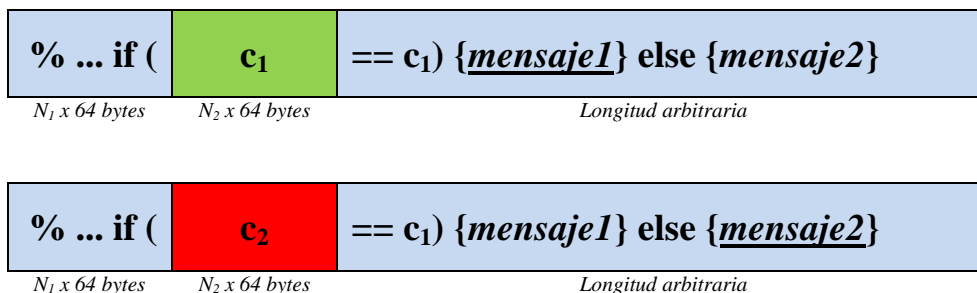 % ... if ( c₁ == c₁) {mensaje1} else {mensaje2}
N₁ x 64 bytes N₂ x 64 bytes Longitud arbitraria
% ... if ( c₂ == c₁) {mensaje1} else {mensaje2}
N₁ x 64 bytes N₂ x 64 bytes Longitud arbitraria